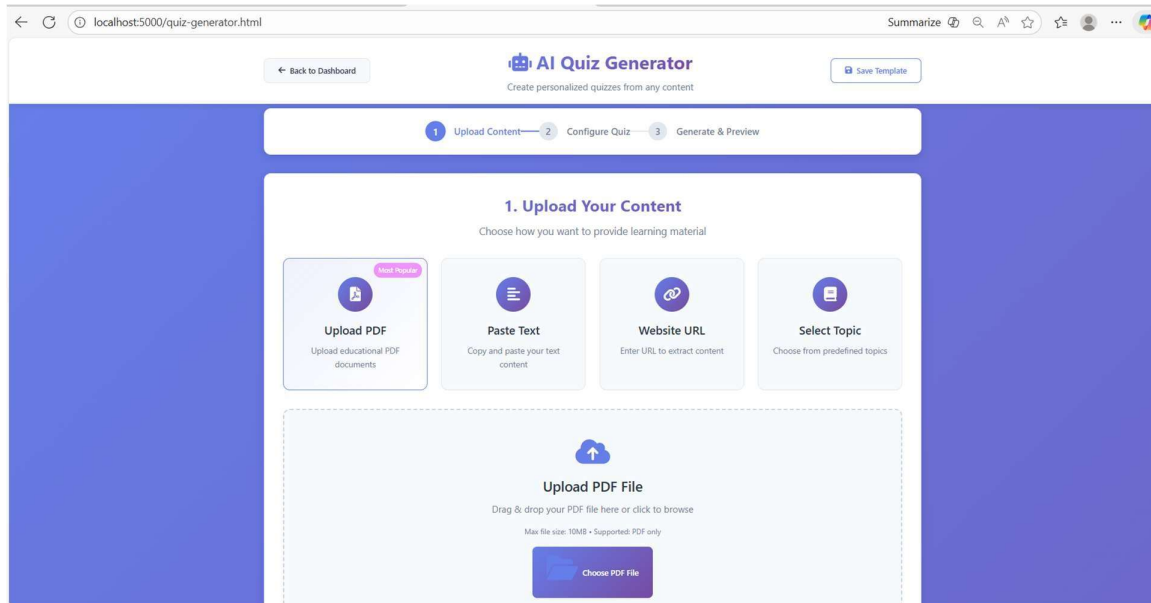 localhost:5000/quiz-generator.html
Summarize
← Back to Dashboard
AI Quiz Generator
Create personalized quizzes from any content
Save Template
1 Upload Content 2 Configure Quiz 3 Generate & Preview
1. Upload Your Content
Choose how you want to provide learning material
Most Popular
Upload PDF
Upload educational PDF
documents
Paste Text
Copy and paste your text
content
Website URL
Enter URL to extract content
Select Topic
Choose from predefined topics
Upload PDF File
Drag & drop your PDF file here or click to browse
Max file size: 10MB • Supported: PDF only
Choose PDF File